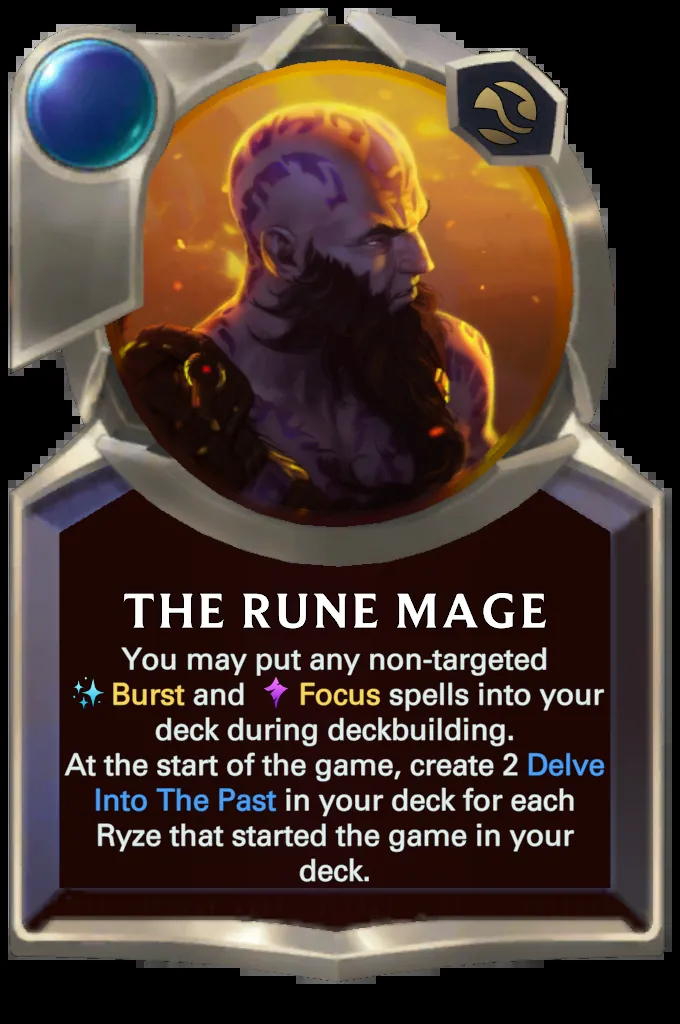 THE RUNE MAGE
You may put any non-targeted
Burst and Focus spells into your
deck during deckbuilding.
At the start of the game, create 2 Delve
Into The Past in your deck for each
Ryze that started the game in your
deck.